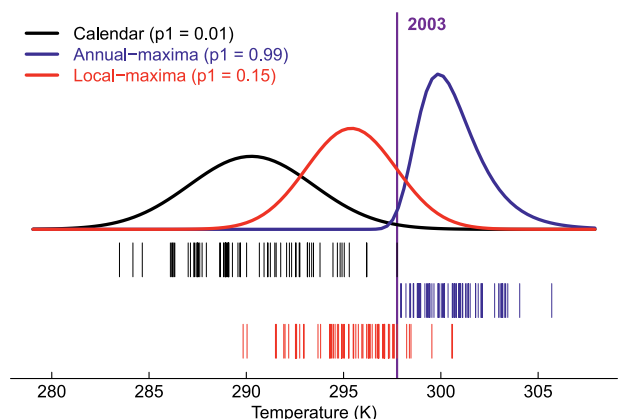 2003
Calendar (p1 = 0.01)
Annual−maxima (p1 = 0.99)
Local−maxima (p1 = 0.15)
280 285 290 295 300 305
Temperature (K)